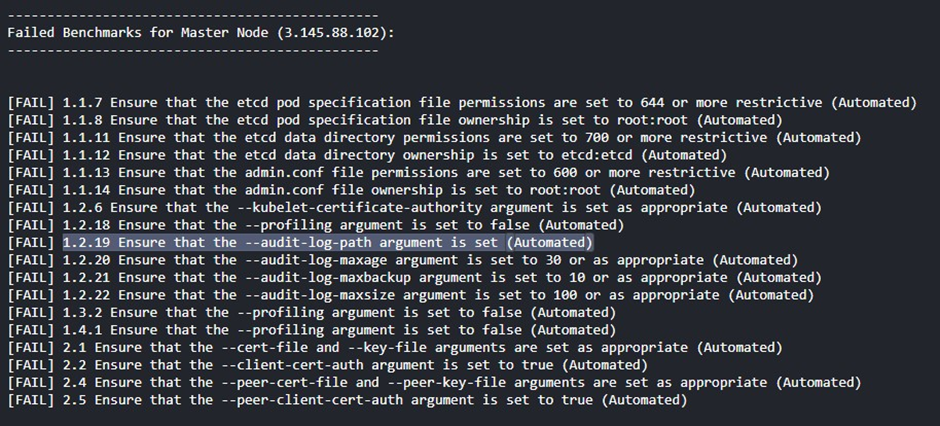 -----------------------------------------------
Failed Benchmarks for Master Node (3.145.88.102):
-----------------------------------------------
[FAIL] 1.1.7 Ensure that the etcd pod specification file permissions are set to 644 or more restrictive (Automated)
[FAIL] 1.1.8 Ensure that the etcd pod specification file ownership is set to root:root (Automated)
[FAIL] 1.1.11 Ensure that the etcd data directory permissions are set to 700 or more restrictive (Automated)
[FAIL] 1.1.12 Ensure that the etcd data directory ownership is set to etcd:etcd (Automated)
[FAIL] 1.1.13 Ensure that the admin.conf file permissions are set to 600 or more restrictive (Automated)
[FAIL] 1.1.14 Ensure that the admin.conf file ownership is set to root:root (Automated)
[FAIL] 1.2.6 Ensure that the --kubelet-certificate-authority argument is set as appropriate (Automated)
[FAIL] 1.2.18 Ensure that the --profiling argument is set to false (Automated)
[FAIL] 1.2.19 Ensure that the --audit-log-path argument is set (Automated)
[FAIL] 1.2.20 Ensure that the --audit-log-maxage argument is set to 30 or as appropriate (Automated)
[FAIL] 1.2.21 Ensure that the --audit-log-maxbackup argument is set to 10 or as appropriate (Automated)
[FAIL] 1.2.22 Ensure that the --audit-log-maxsize argument is set to 100 or as appropriate (Automated)
[FAIL] 1.3.2 Ensure that the --profiling argument is set to false (Automated)
[FAIL] 1.4.1 Ensure that the --profiling argument is set to false (Automated)
[FAIL] 2.1 Ensure that the --cert-file and --key-file arguments are set as appropriate (Automated)
[FAIL] 2.2 Ensure that the --client-cert-auth argument is set to true (Automated)
[FAIL] 2.4 Ensure that the --peer-cert-file and --peer-key-file arguments are set as appropriate (Automated)
[FAIL] 2.5 Ensure that the --peer-client-cert-auth argument is set to true (Automated)